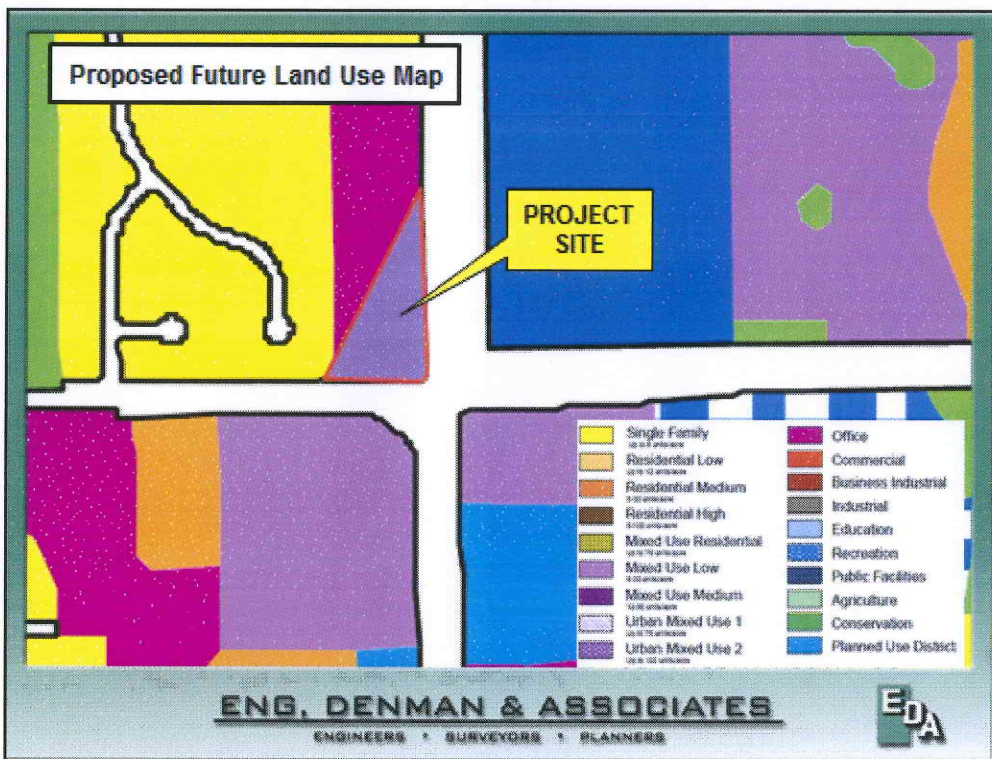 Proposed Future Land Use Map
PROJECT
SITE
Single Family
Residential Low
Residential Medium
Residential High
Mixed Use Residential
Mixed Use Low
Mixed Use Medium
Urban Mixed Use 1
Urban Mixed Use 2
Office
Commercial
Business Industrial
Industrial
Education
Recreation
Public Facilities
Agriculture
Conservation
Planned Use District
ENG, DENMAN & ASSOCIATES
ENGINEERS • SURVEYORS • PLANNERS
EDA